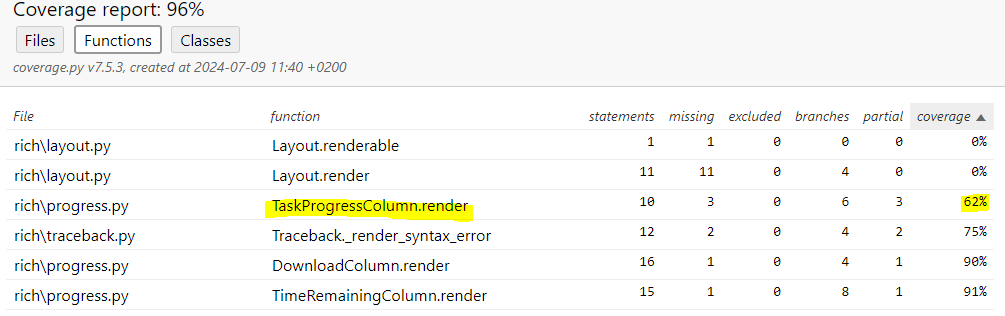 Coverage report: 96%
Files Functions Classes
coverage.py v7.5.3, created at 2024-07-09 11:40 +0200
File function statements missing excluded branches partial coverage ▲
rich\layout.py Layout.renderable 1 1 0 0 0 0%
rich\layout.py Layout.render 11 11 0 4 0 0%
rich\progress.py TaskProgressColumn.render 10 3 0 6 3 62%
rich\traceback.py Traceback._render_syntax_error 12 2 0 4 2 75%
rich\progress.py DownloadColumn.render 16 1 0 4 1 90%
rich\progress.py TimeRemainingColumn.render 15 1 0 8 1 91%